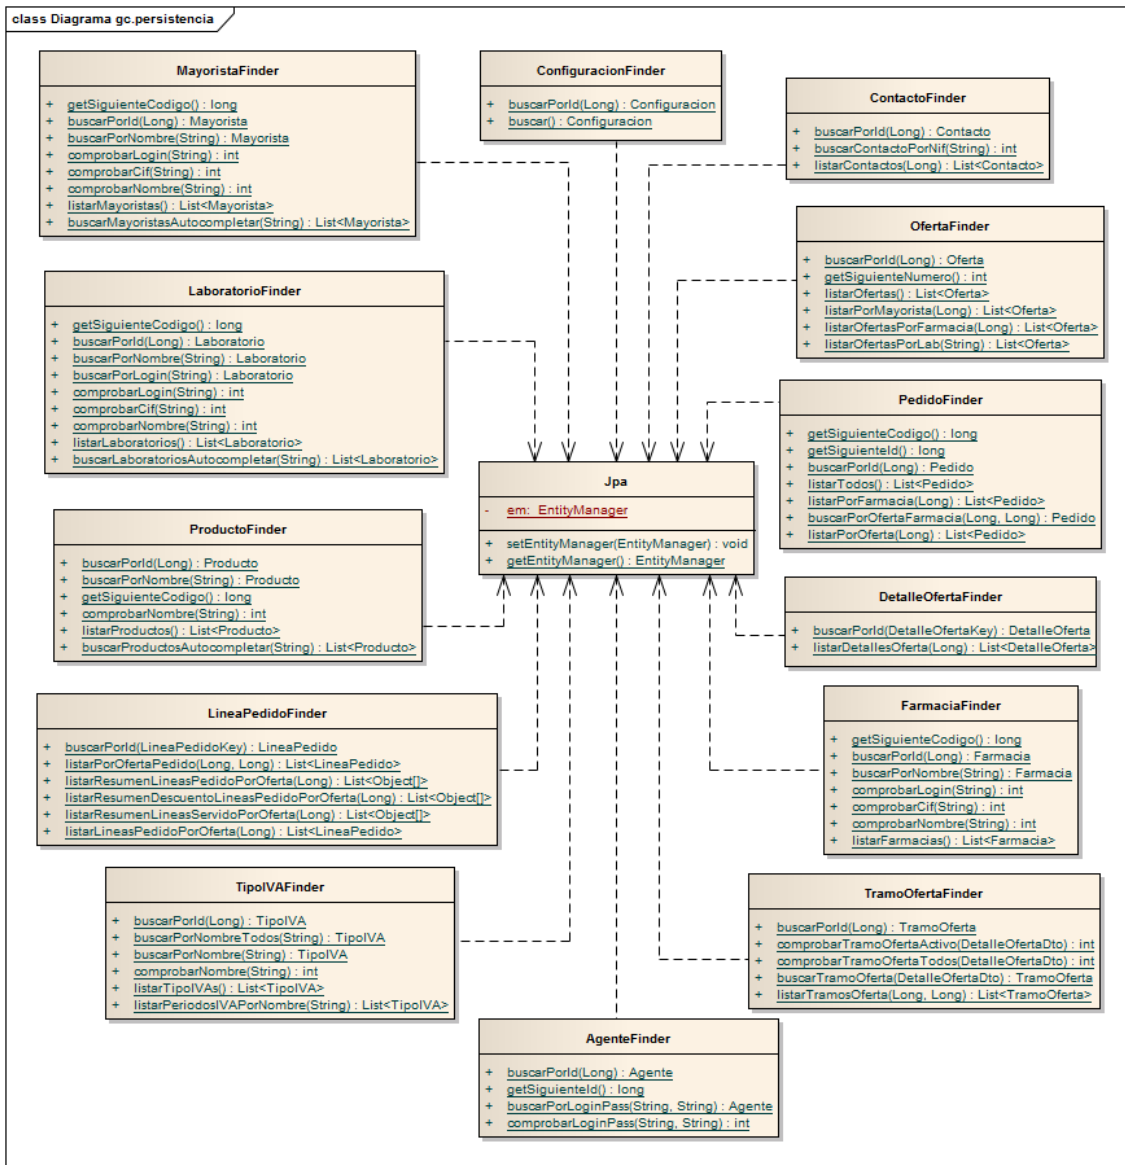 class Diagrama gc.persistencia
MayoristaFinder
+ getSiguienteCodigo() : long
+ buscarPorId(Long) : Mayorista
+ buscarPorNombre(String) : Mayorista
+ comprobarLogin(String) : int
+ comprobarCif(String) : int
+ comprobarNombre(String) : int
+ listarMayoristas() : List<Mayorista>
+ buscarMayoristasAutocompletar(String) : List<Mayorista>
ConfiguracionFinder
+ buscarPorId(Long) : Configuracion
+ buscar() : Configuracion
ContactoFinder
+ buscarPorId(Long) : Contacto
+ buscarContactoPorNif(String) : int
+ listarContactos(Long) : List<Contacto>
OfertaFinder
+ buscarPorId(Long) : Oferta
+ getSiguienteNumero() : int
+ listarOfertas() : List<Oferta>
+ listarPorMayorista(Long) : List<Oferta>
+ listarOfertasPorFarmacia(Long) : List<Oferta>
+ listarOfertasPorLab(String) : List<Oferta>
LaboratorioFinder
+ getSiguienteCodigo() : long
+ buscarPorId(Long) : Laboratorio
+ buscarPorNombre(String) : Laboratorio
+ buscarPorLogin(String) : Laboratorio
+ comprobarLogin(String) : int
+ comprobarCif(String) : int
+ comprobarNombre(String) : int
+ listarLaboratorios() : List<Laboratorio>
+ buscarLaboratoriosAutocompletar(String) : List<Laboratorio>
PedidoFinder
+ getSiguienteCodigo() : long
+ getSiguienteId() : long
+ buscarPorId(Long) : Pedido
+ listarTodos() : List<Pedido>
+ listarPorFarmacia(Long) : List<Pedido>
+ buscarPorOfertaFarmacia(Long, Long) : Pedido
+ listarPorOferta(Long) : List<Pedido>
Jpa
- em: EntityManager
+ setEntityManager(EntityManager) : void
+ getEntityManager() : EntityManager
ProductoFinder
+ buscarPorId(Long) : Producto
+ buscarPorNombre(String) : Producto
+ getSiguienteCodigo() : long
+ comprobarNombre(String) : int
+ listarProductos() : List<Producto>
+ buscarProductosAutocompletar(String) : List<Producto>
DetalleOfertaFinder
+ buscarPorId(DetalleOfertaKey) : DetalleOferta
+ listarDetallesOferta(Long) : List<DetalleOferta>
LineaPedidoFinder
+ buscarPorId(LineaPedidoKey) : LineaPedido
+ listarPorOfertaPedido(Long, Long) : List<LineaPedido>
+ listarResumenLineasPedidoPorOferta(Long) : List<Object[]>
+ listarResumenDescuentoLineasPedidoPorOferta(Long) : List<Object[]>
+ listarResumenLineasServidoPorOferta(Long) : List<Object[]>
+ listarLineasPedidoPorOferta(Long) : List<LineaPedido>
FarmaciaFinder
+ getSiguienteCodigo() : long
+ buscarPorId(Long) : Farmacia
+ buscarPorNombre(String) : Farmacia
+ comprobarLogin(String) : int
+ comprobarCif(String) : int
+ comprobarNombre(String) : int
+ listarFarmacias() : List<Farmacia>
TipoIVAFinder
+ buscarPorId(Long) : TipoIVA
+ buscarPorNombreTodos(String) : TipoIVA
+ buscarPorNombre(String) : TipoIVA
+ comprobarNombre(String) : int
+ listarTipoIVAs() : List<TipoIVA>
+ listarPeriodosIVAPorNombre(String) : List<TipoIVA>
TramoOfertaFinder
+ buscarPorId(Long) : TramoOferta
+ comprobarTramoOfertaActivo(DetalleOfertaDto) : int
+ comprobarTramoOfertaTodos(DetalleOfertaDto) : int
+ buscarTramoOferta(DetalleOfertaDto) : TramoOferta
+ listarTramosOferta(Long, Long) : List<TramoOferta>
AgenteFinder
+ buscarPorId(Long) : Agente
+ getSiguienteId() : long
+ buscarPorLoginPass(String, String) : Agente
+ comprobarLoginPass(String, String) : int